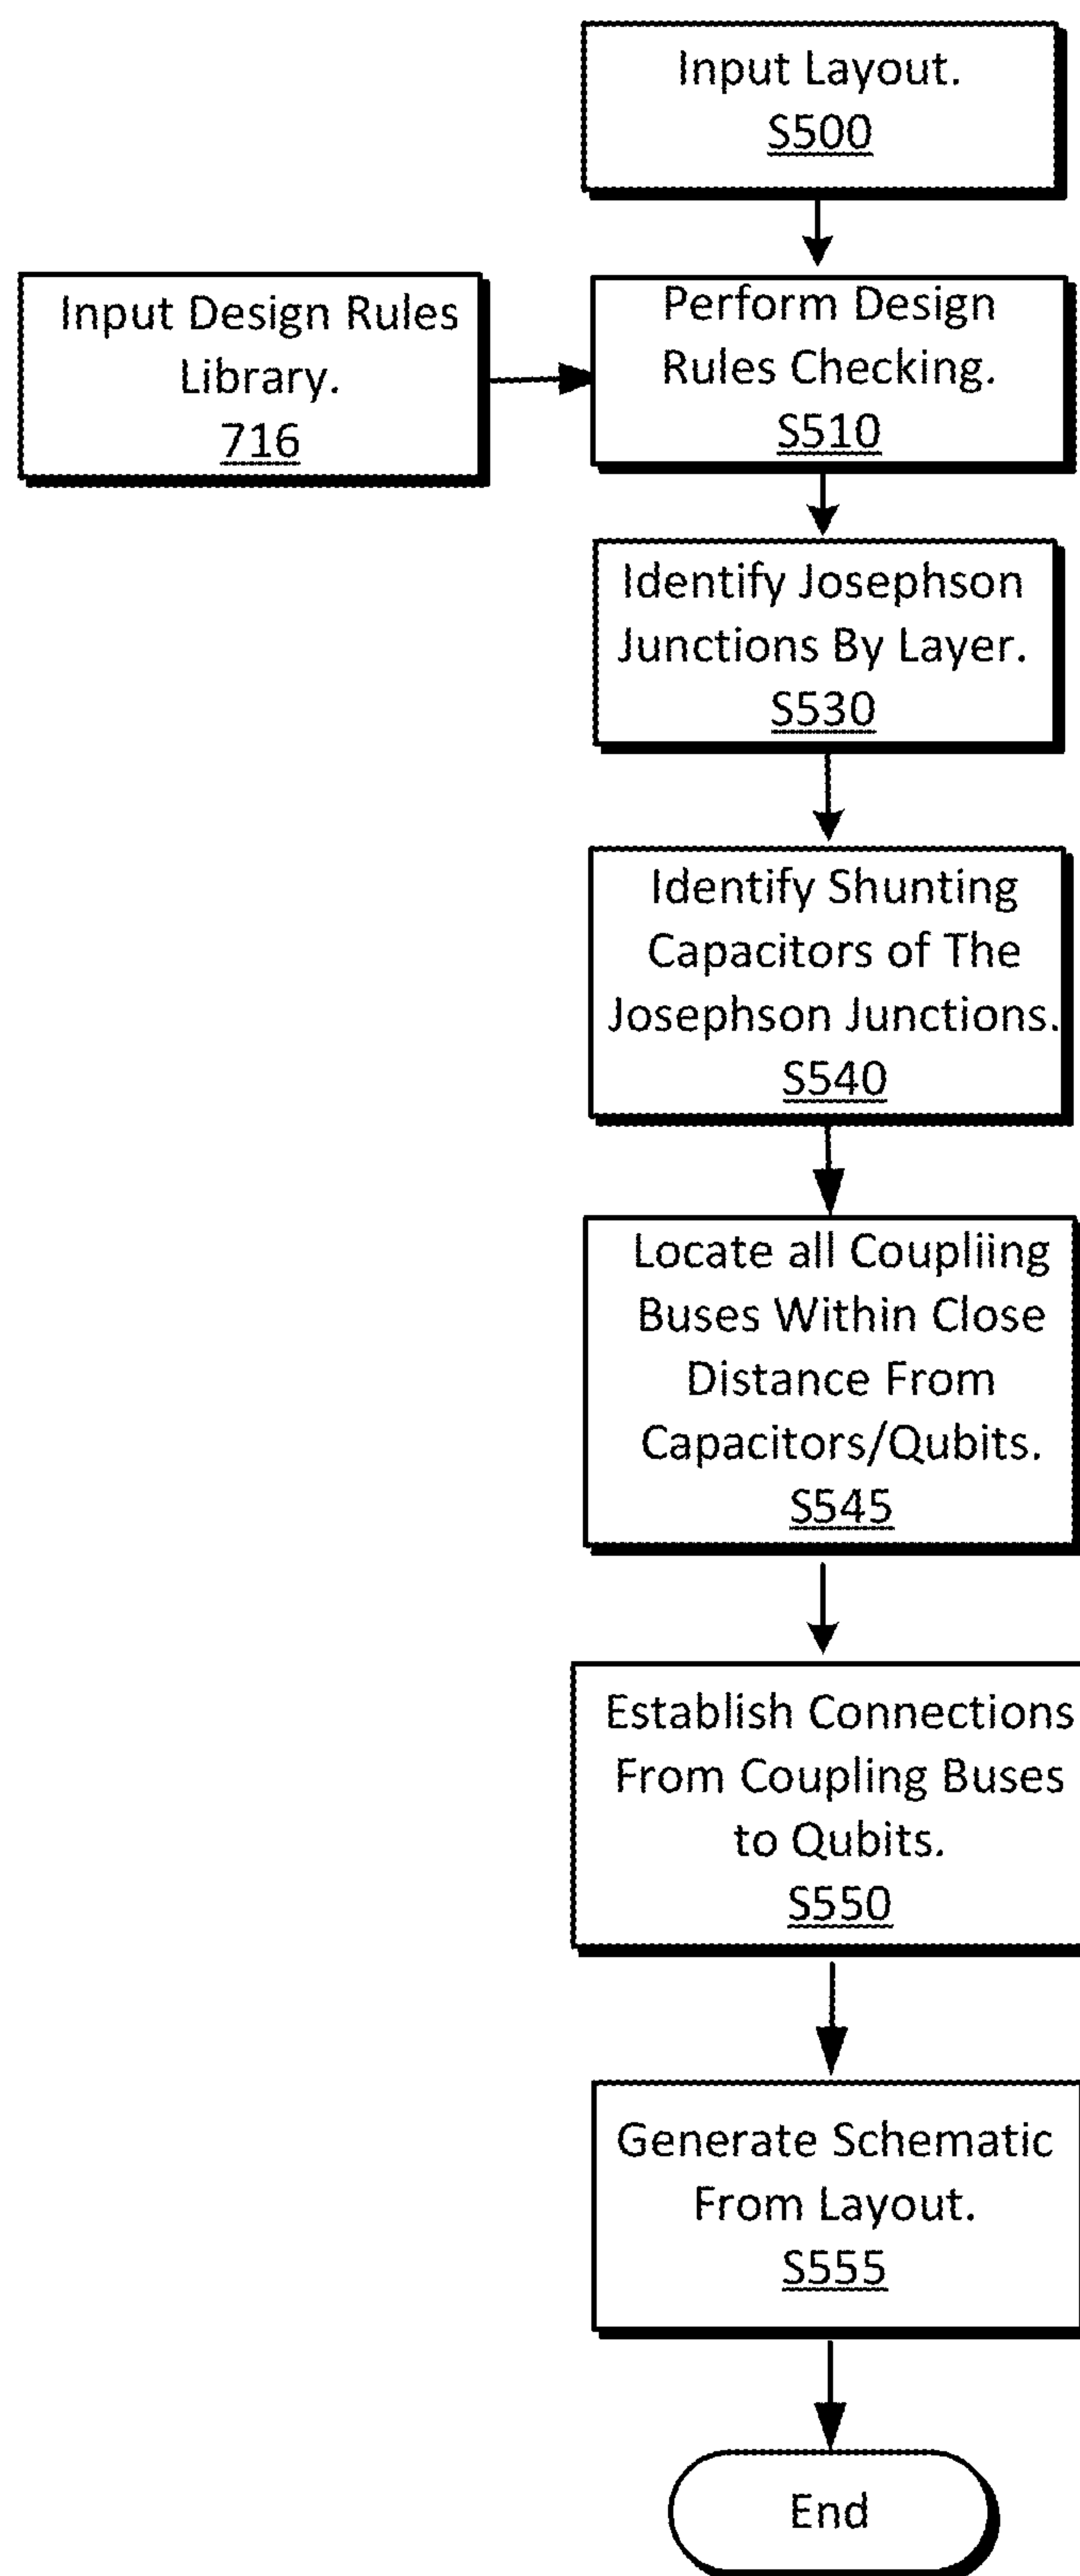 Input Layout.
S500
Input Design Rules
Library.
716
Perform Design
Rules Checking.
S510
Identify Josephson
Junctions By Layer.
S530
Identify Shunting
Capacitors of The
Josephson Junctions.
S540
Locate all Coupliing
Buses Within Close
Distance From
Capacitors/Qubits.
S545
Establish Connections
From Coupling Buses
to Qubits.
S550
Generate Schematic
From Layout.
S555
End